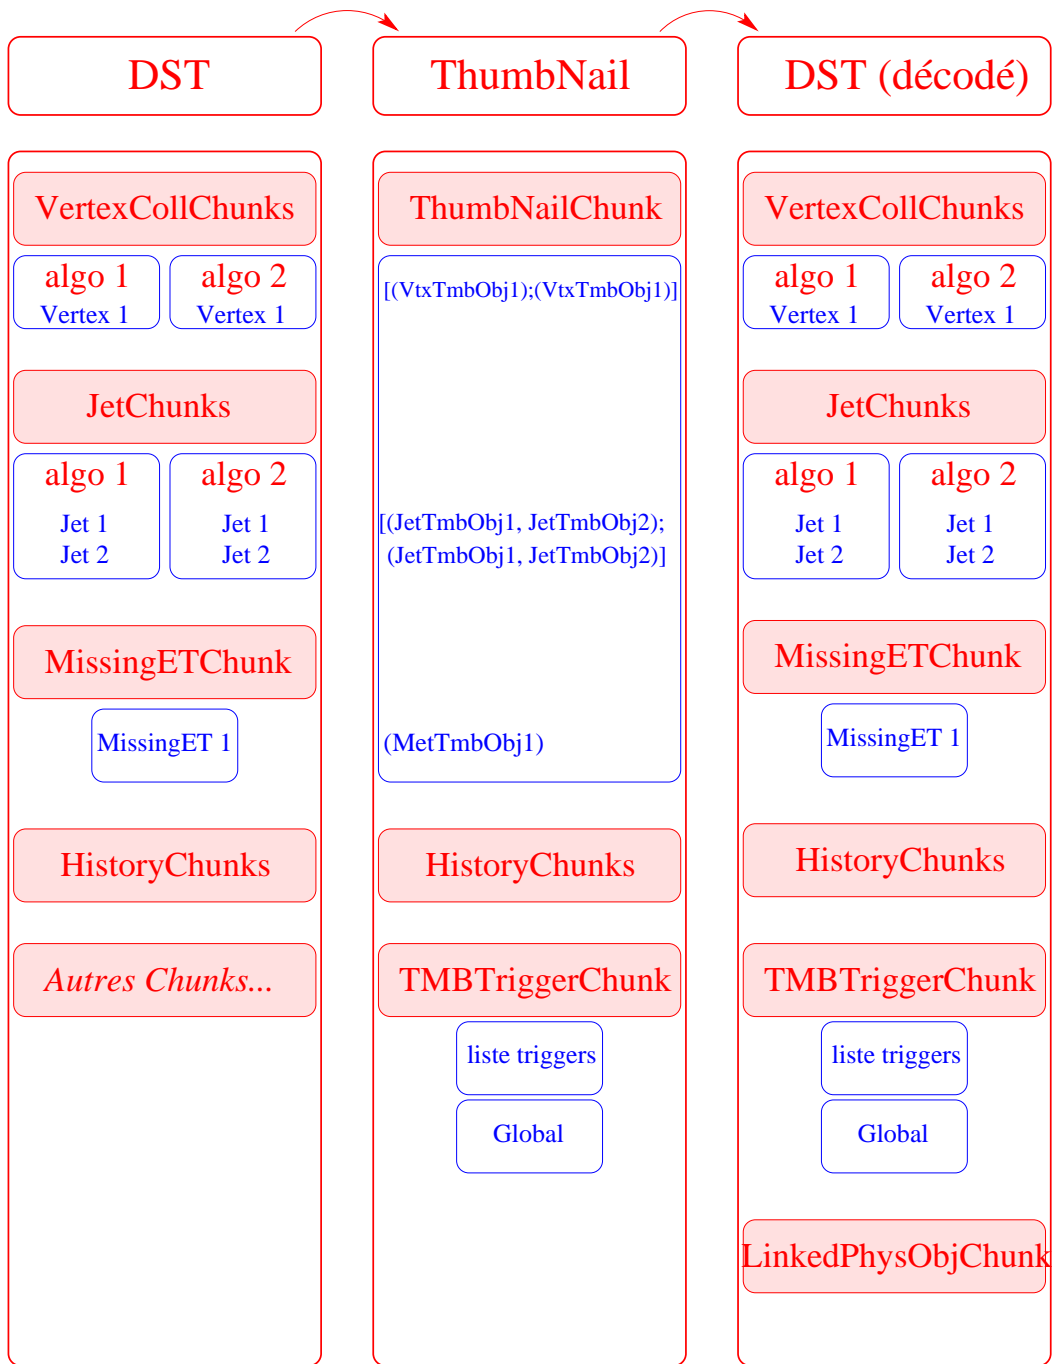 DST
ThumbNail
DST (décodé)
VertexCollChunks
algo 1
Vertex 1
algo 2
Vertex 1
JetChunks
algo 1
Jet 1
Jet 2
algo 2
Jet 1
Jet 2
MissingETChunk
MissingET 1
HistoryChunks
Autres Chunks...
ThumbNailChunk
[(VtxTmbObj1);(VtxTmbObj1)]
[(JetTmbObj1, JetTmbObj2);
(JetTmbObj1, JetTmbObj2)]
(MetTmbObj1)
HistoryChunks
TMBTriggerChunk
liste triggers
Global
VertexCollChunks
algo 1
Vertex 1
algo 2
Vertex 1
JetChunks
algo 1
Jet 1
Jet 2
algo 2
Jet 1
Jet 2
MissingETChunk
MissingET 1
HistoryChunks
TMBTriggerChunk
liste triggers
Global
LinkedPhysObjChunk